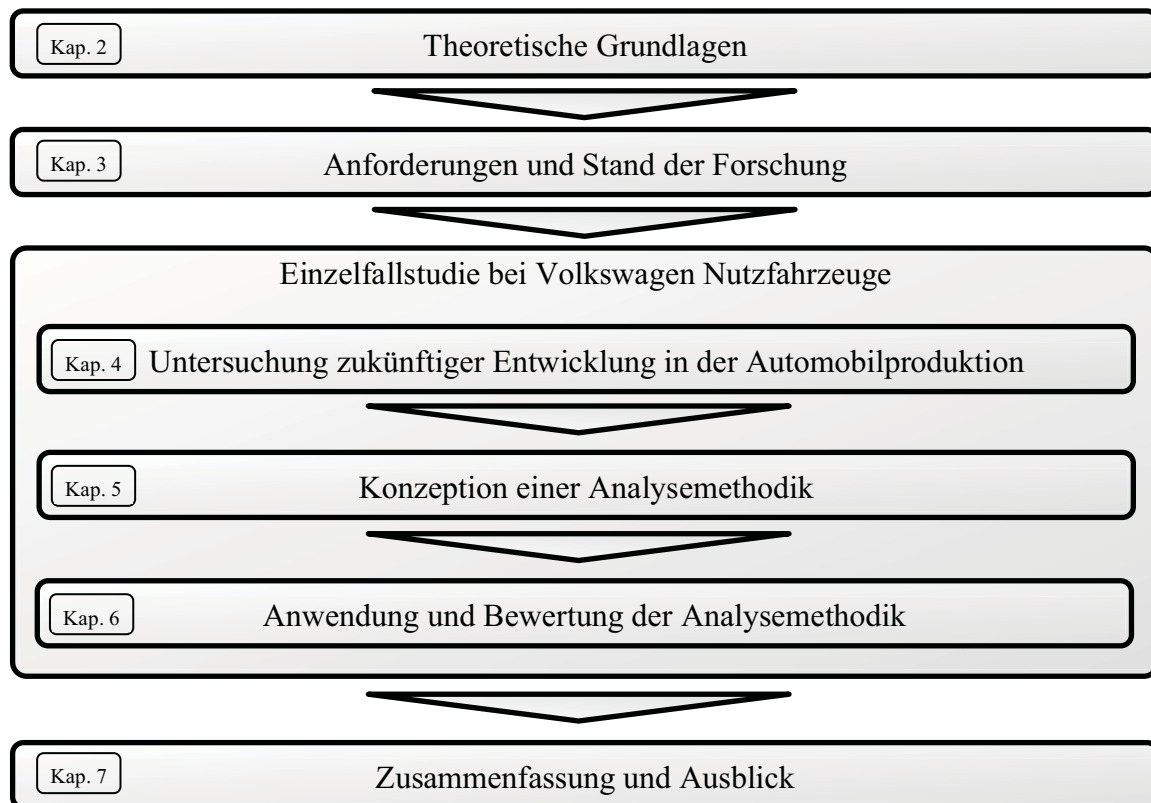 Kap. 2 Theoretische Grundlagen
Kap. 3 Anforderungen und Stand der Forschung
Einzelfallstudie bei Volkswagen Nutzfahrzeuge
Kap. 4 Untersuchung zukünftiger Entwicklung in der Automobilproduktion
Kap. 5 Konzeption einer Analysemethodik
Kap. 6 Anwendung und Bewertung der Analysemethodik
Kap. 7 Zusammenfassung und Ausblick